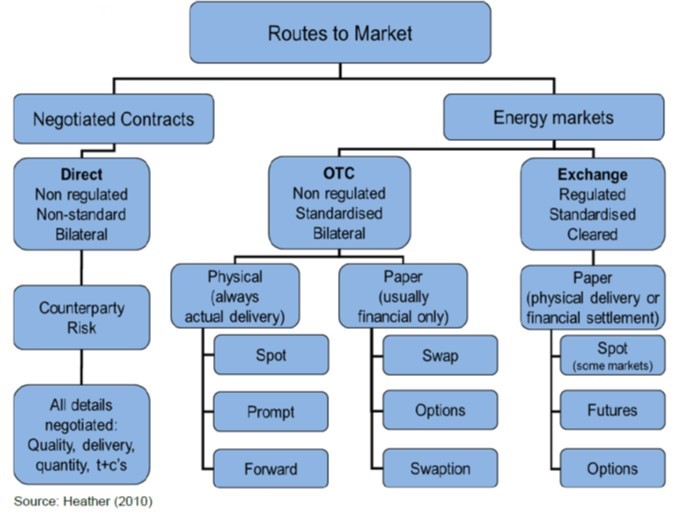 Routes to Market
Negotiated Contracts
Energy markets
Direct
Non regulated
Non-standard
Bilateral
OTC
Non regulated
Standardised
Bilateral
Exchange
Regulated
Standardised
Cleared
Counterparty
Risk
All details
negotiated:
Quality, delivery,
quantity, t+c's
Physical
(always
actual delivery)
Spot
Prompt
Forward
Paper
(usually
financial only)
Swap
Options
Swaption
Paper
(physical delivery or
financial settlement)
Spot
(some markets)
Futures
Options
Source: Heather (2010)